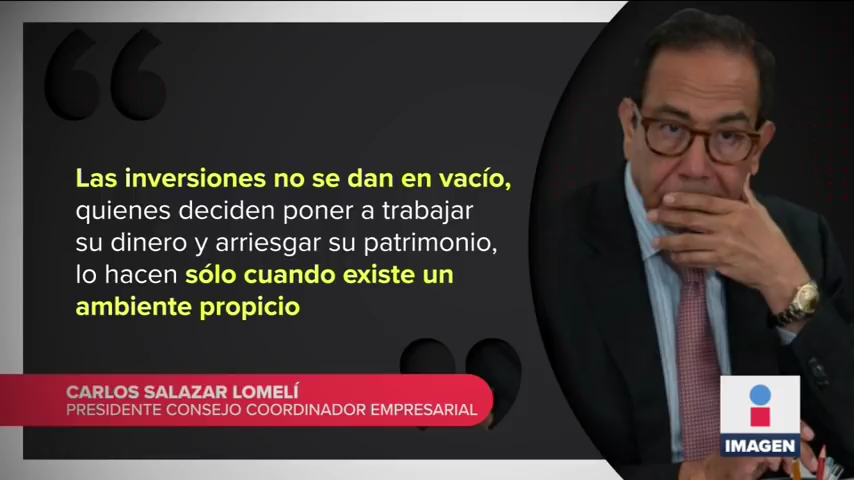 Las inversiones no se dan en vacío,
quienes deciden poner a trabajar
su dinero y arriesgar su patrimonio,
lo hacen sólo cuando existe un
ambiente propicio
CARLOS SALAZAR LOMELÍ
PRESIDENTE CONSEJO COORDINADOR EMPRESARIAL
IMAGEN